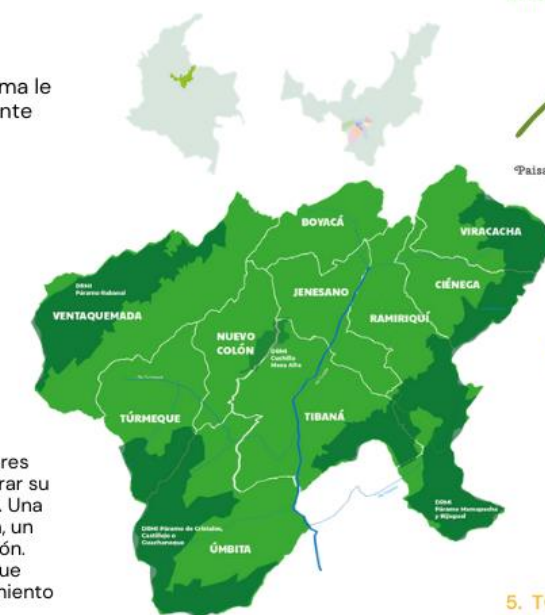 ma le
nte
Paisa
BOYACÁ
VIRACACHA
DRMI
Páramo Rabanal
CIÉNEGA
JENESANO
VENTAQUEMADA
RAMIRIQUÍ
NUEVO
COLÓN
DRMI
Cuchilla
Mesa Alta
TÚRMEQUE
TIBANÁ
res
rar su
. Una
, un
ón.
ue
miento
DRMI
Páramo Mamapacha
y Bijagual
DRMI Páramo de Cristales,
Castillejo o
Guachaneque
ÚMBITA
5. T